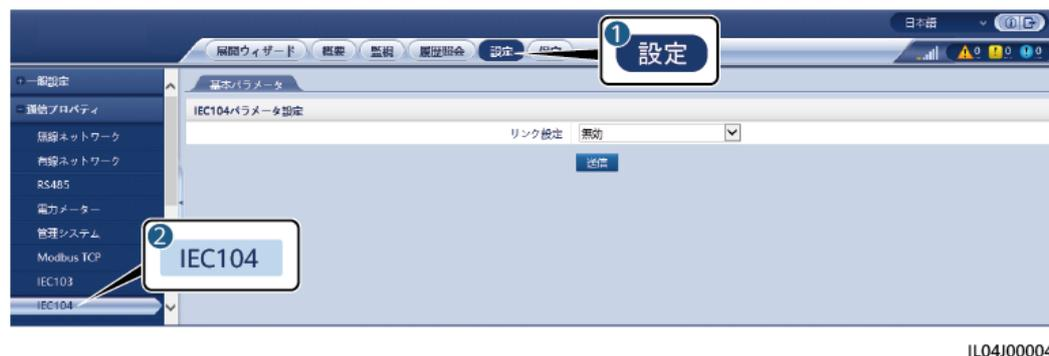 日本語
展開ウィザード 概要 監視 履歴照会 設定
1 設定
一般設定
通信プロパティ
無線ネットワーク
有線ネットワーク
RS485
電力メーター
管理システム
Modbus TCP
IEC103
IEC104
基本パラメータ
IEC104パラメータ設定
リンク設定 無効
送信
2 IEC104
IL04J00004